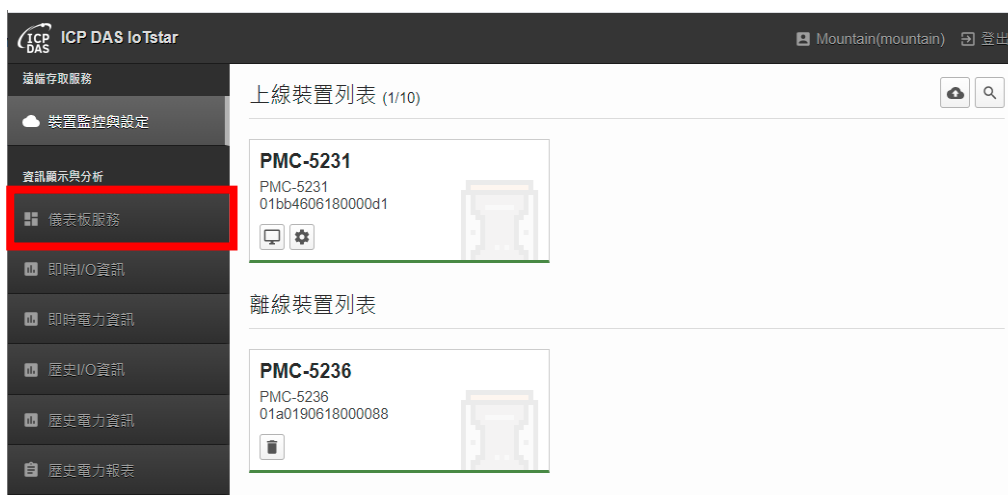 ICP DAS
ICP DAS IoTstar
Mountain(mountain)
登出
遠端存取服務
裝置監控與設定
資訊顯示與分析
儀表板服務
即時I/O資訊
即時電力資訊
歷史I/O資訊
歷史電力資訊
歷史電力報表
上線裝置列表 (1/10)
PMC-5231
PMC-5231
01bb4606180000d1
離線裝置列表
PMC-5236
PMC-5236
01a0190618000088